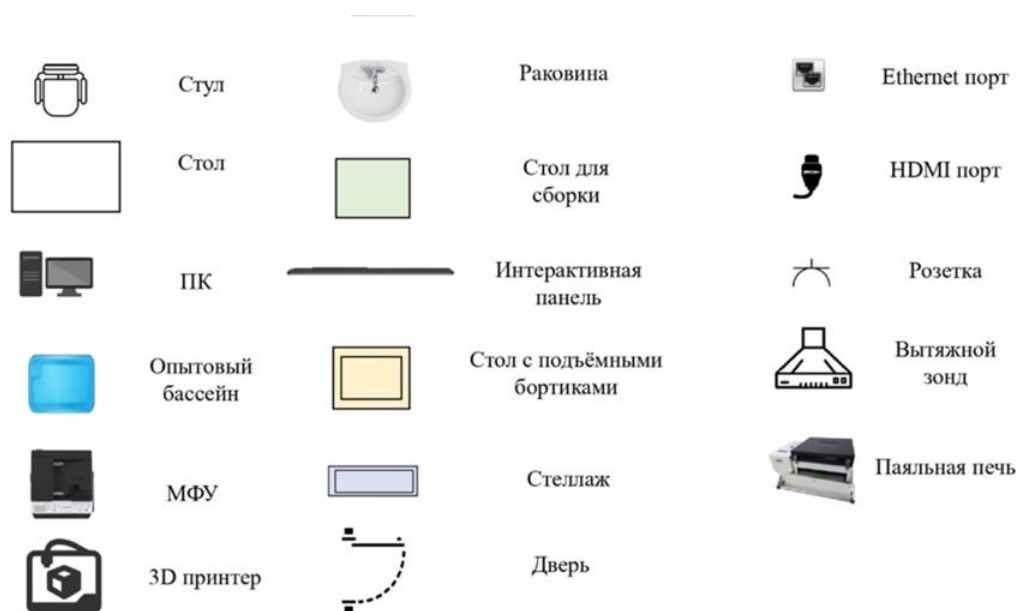 Стул
Раковина
Ethernet порт
Стол
Стол для
сборки
HDMI порт
ПК
Интерактивная
панель
Розетка
Опытовый
бассейн
Стол с подъёмными
бортиками
Вытяжной
зонд
МФУ
Стеллаж
Паяльная печь
3D принтер
Дверь